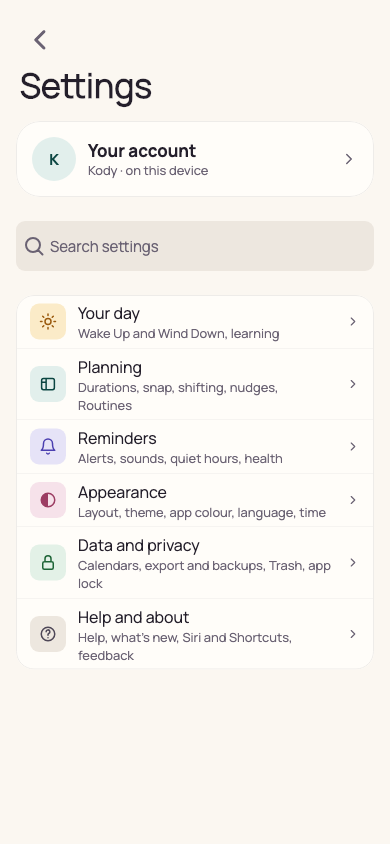 Settings
K
Your account
Kody · on this device
Search settings
Your day
Wake Up and Wind Down, learning
Planning
Durations, snap, shifting, nudges,
Routines
Reminders
Alerts, sounds, quiet hours, health
Appearance
Layout, theme, app colour, language, time
Data and privacy
Calendars, export and backups, Trash, app
lock
Help and about
Help, what's new, Siri and Shortcuts,
feedback